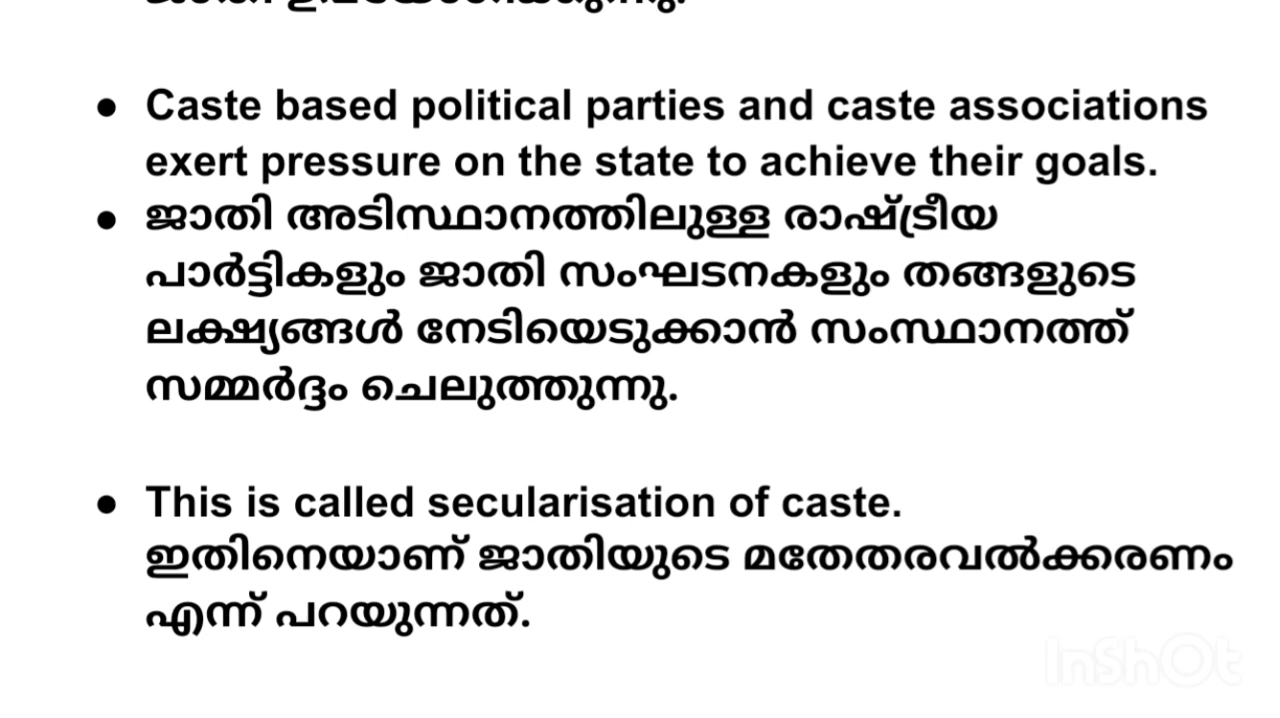 ജാതി ഉപയോഗിക്കുന്നു.
● Caste based political parties and caste associations
exert pressure on the state to achieve their goals.
● ജാതി അടിസ്ഥാനത്തിലുള്ള രാഷ്ട്രീയ
പാർട്ടികളും ജാതി സംഘടനകളും തങ്ങളുടെ
ലക്ഷ്യങ്ങൾ നേടിയെടുക്കാൻ സംസ്ഥാനത്ത്
സമ്മർദ്ദം ചെലുത്തുന്നു.
● This is called secularisation of caste.
ഇതിനെയാണ് ജാതിയുടെ മതേതരവൽക്കരണം
എന്ന് പറയുന്നത്.
InShOt